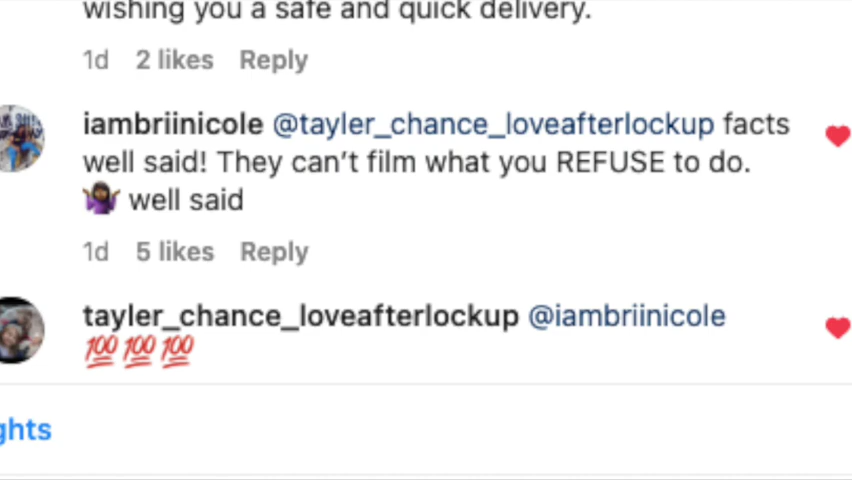 wishing you a safe and quick delivery.
1d 2 likes Reply
iambriinicole @tayler_chance_loveafterlockup facts
well said! They can't film what you REFUSE to do.
🤷🏾‍♀️ well said
1d 5 likes Reply
tayler_chance_loveafterlockup @iambriinicole
💯💯💯
ghts